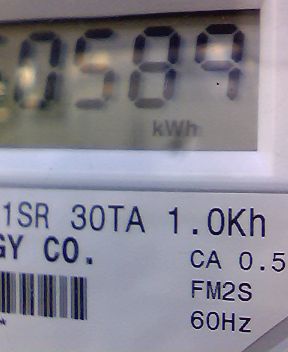 0589
kWh
1SR 30TA 1.0Kh
GY CO.
CA 0.5
FM2S
60Hz